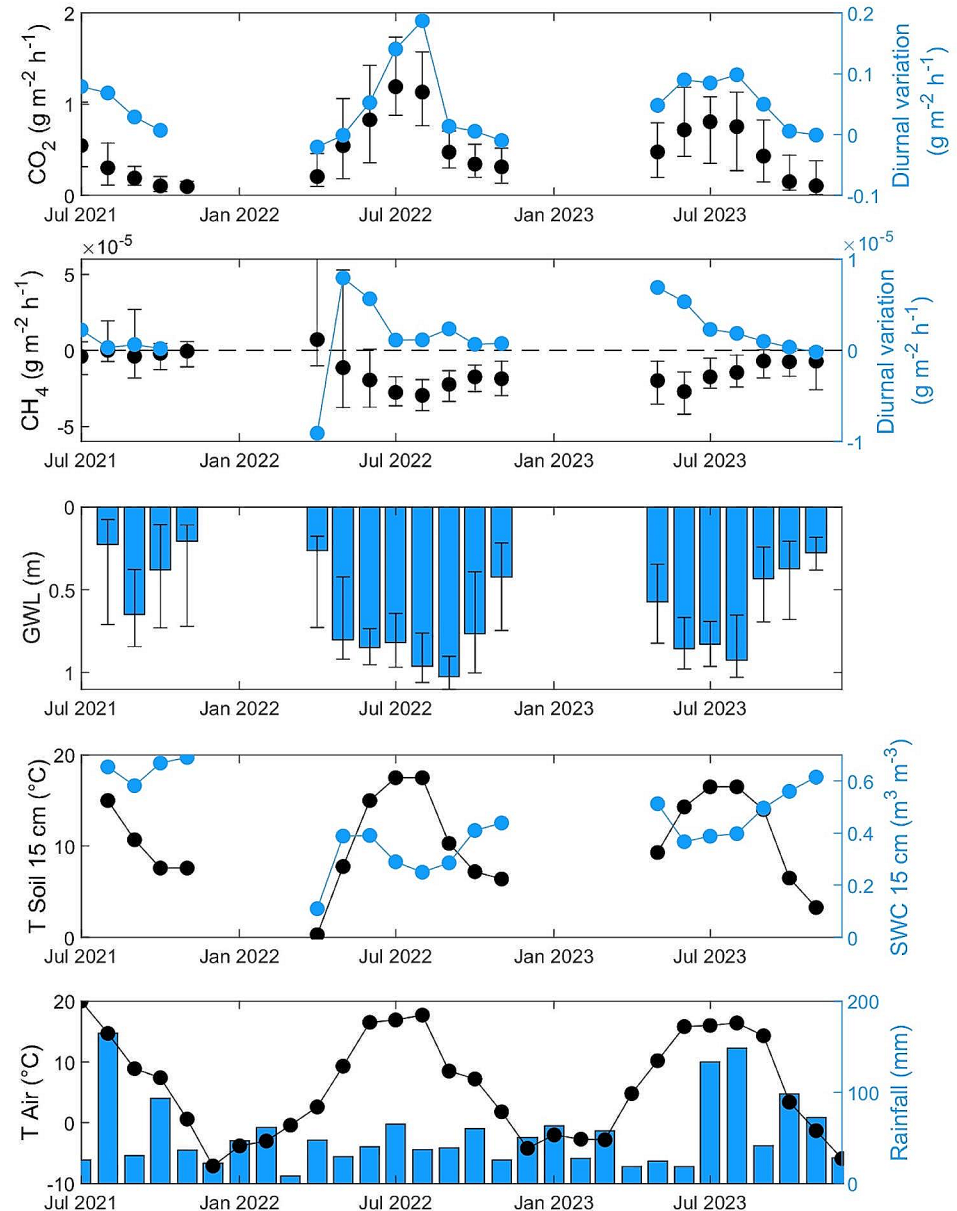 2
1
0
CO2 (g m-2 h-1)
0.2
0.1
0
-0.1
Diurnal variation
(g m-2 h-1)
Jul 2021 Jan 2022 Jul 2022 Jan 2023 Jul 2023
×10-5
5
0
-5
CH4 (g m-2 h-1)
×10-5
1
0
-1
Diurnal variation
(g m-2 h-1)
Jul 2021 Jan 2022 Jul 2022 Jan 2023 Jul 2023
0
0.5
1
GWL (m)
Jul 2021 Jan 2022 Jul 2022 Jan 2023 Jul 2023
20
10
0
T Soil 15 cm (°C)
0.6
0.4
0.2
0
SWC 15 cm (m3 m-3)
Jul 2021 Jan 2022 Jul 2022 Jan 2023 Jul 2023
20
10
0
-10
T Air (°C)
200
100
0
Rainfall (mm)
Jul 2021 Jan 2022 Jul 2022 Jan 2023 Jul 2023